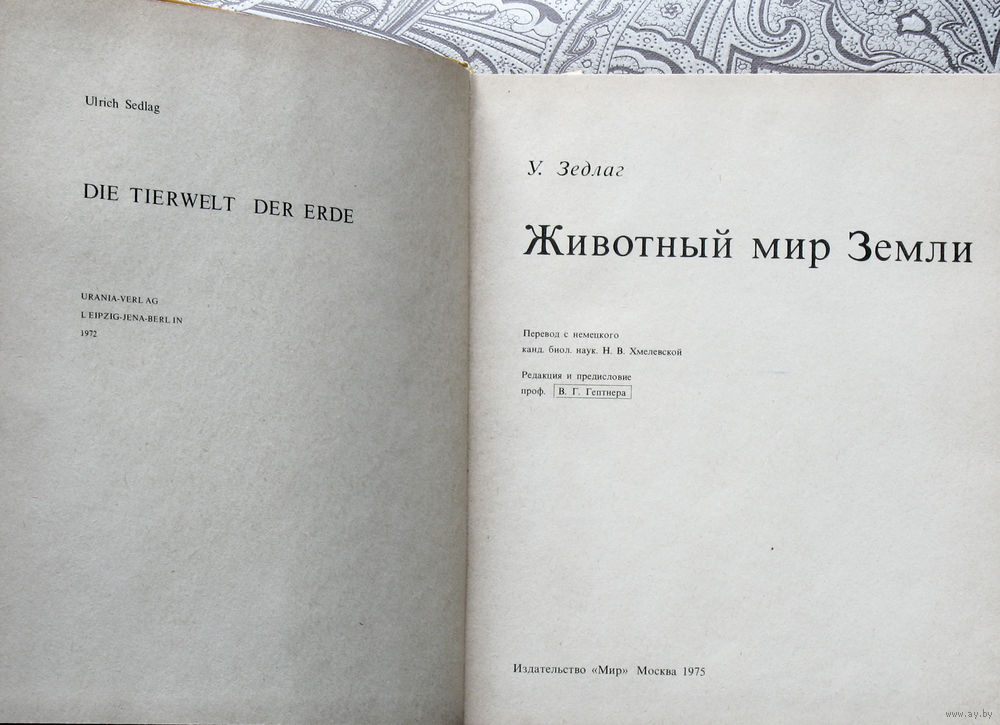 Ulrich Sedlag
DIE TIERWELT DER ERDE
URANIA-VERLAG
LEIPZIG-JENA-BERLIN
1972
У. Зедлаг
Животный мир Земли
Перевод с немецкого
канд. биол. наук. Н. В. Хмелевской
Редакция и предисловие
проф. В. Г. Гептнера
Издательство «Мир» Москва 1975
www.ay.by